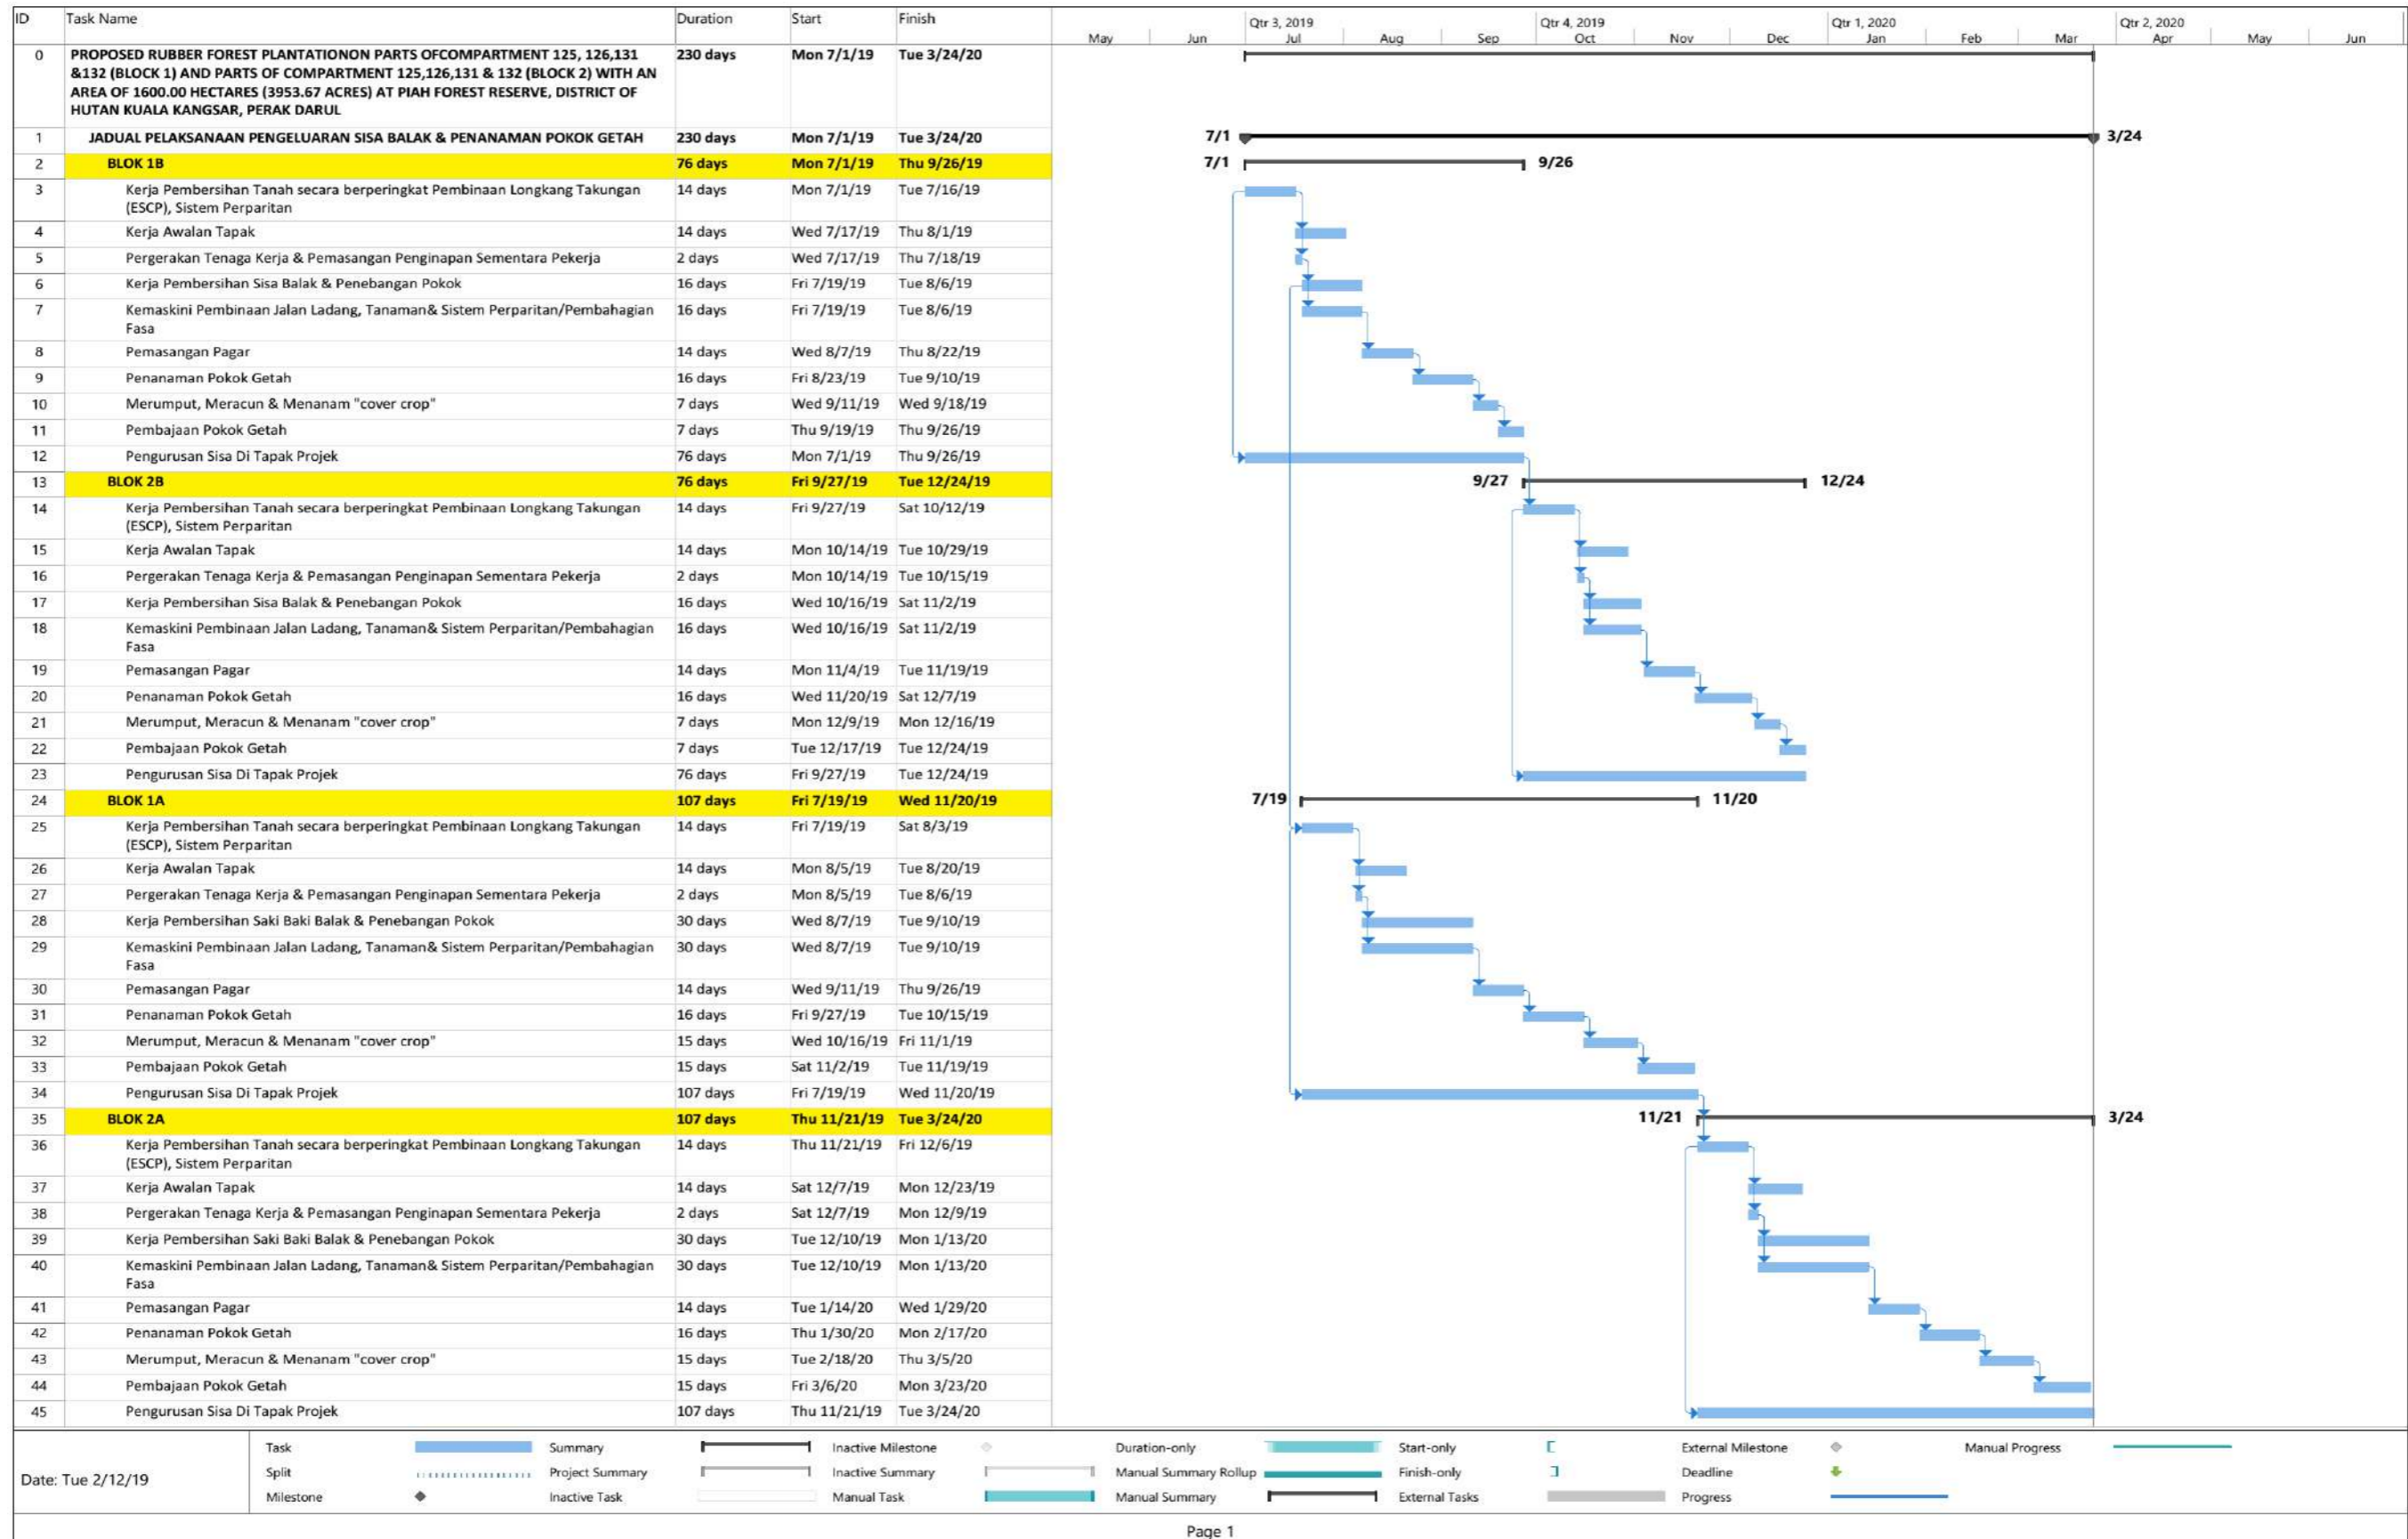 ID Task Name Duration Start Finish
Qtr 3, 2019 Qtr 4, 2019 Qtr 1, 2020 Qtr 2, 2020
May Jun Jul Aug Sep Oct Nov Dec Jan Feb Mar Apr May Jun
0 PROPOSED RUBBER FOREST PLANTATIONON PARTS OFCOMPARTMENT 125, 126,131 230 days Mon 7/1/19 Tue 3/24/20
&132 (BLOCK 1) AND PARTS OF COMPARTMENT 125,126,131 & 132 (BLOCK 2) WITH AN
AREA OF 1600.00 HECTARES (3953.67 ACRES) AT PIAH FOREST RESERVE, DISTRICT OF
HUTAN KUALA KANGSAR, PERAK DARUL
1 JADUAL PELAKSANAAN PENGELUARAN SISA BALAK & PENANAMAN POKOK GETAH 230 days Mon 7/1/19 Tue 3/24/20 7/1 3/24
2 BLOK 1B 76 days Mon 7/1/19 Thu 9/26/19 7/1 9/26
3 Kerja Pembersihan Tanah secara berperingkat Pembinaan Longkang Takungan 14 days Mon 7/1/19 Tue 7/16/19
(ESCP), Sistem Perparitan
4 Kerja Awalan Tapak 14 days Wed 7/17/19 Thu 8/1/19
5 Pergerakan Tenaga Kerja & Pemasangan Penginapan Sementara Pekerja 2 days Wed 7/17/19 Thu 7/18/19
6 Kerja Pembersihan Sisa Balak & Penebangan Pokok 16 days Fri 7/19/19 Tue 8/6/19
7 Kemaskini Pembinaan Jalan Ladang, Tanaman& Sistem Perparitan/Pembahagian 16 days Fri 7/19/19 Tue 8/6/19
Fasa
8 Pemasangan Pagar 14 days Wed 8/7/19 Thu 8/22/19
9 Penanaman Pokok Getah 16 days Fri 8/23/19 Tue 9/10/19
10 Merumput, Meracun & Menanam "cover crop" 7 days Wed 9/11/19 Wed 9/18/19
11 Pembajaan Pokok Getah 7 days Thu 9/19/19 Thu 9/26/19
12 Pengurusan Sisa Di Tapak Projek 76 days Mon 7/1/19 Thu 9/26/19
13 BLOK 2B 76 days Fri 9/27/19 Tue 12/24/19 9/27 12/24
14 Kerja Pembersihan Tanah secara berperingkat Pembinaan Longkang Takungan 14 days Fri 9/27/19 Sat 10/12/19
(ESCP), Sistem Perparitan
15 Kerja Awalan Tapak 14 days Mon 10/14/19 Tue 10/29/19
16 Pergerakan Tenaga Kerja & Pemasangan Penginapan Sementara Pekerja 2 days Mon 10/14/19 Tue 10/15/19
17 Kerja Pembersihan Sisa Balak & Penebangan Pokok 16 days Wed 10/16/19 Sat 11/2/19
18 Kemaskini Pembinaan Jalan Ladang, Tanaman& Sistem Perparitan/Pembahagian 16 days Wed 10/16/19 Sat 11/2/19
Fasa
19 Pemasangan Pagar 14 days Mon 11/4/19 Tue 11/19/19
20 Penanaman Pokok Getah 16 days Wed 11/20/19 Sat 12/7/19
21 Merumput, Meracun & Menanam "cover crop" 7 days Mon 12/9/19 Mon 12/16/19
22 Pembajaan Pokok Getah 7 days Tue 12/17/19 Tue 12/24/19
23 Pengurusan Sisa Di Tapak Projek 76 days Fri 9/27/19 Tue 12/24/19
24 BLOK 1A 107 days Fri 7/19/19 Wed 11/20/19 7/19 11/20
25 Kerja Pembersihan Tanah secara berperingkat Pembinaan Longkang Takungan 14 days Fri 7/19/19 Sat 8/3/19
(ESCP), Sistem Perparitan
26 Kerja Awalan Tapak 14 days Mon 8/5/19 Tue 8/20/19
27 Pergerakan Tenaga Kerja & Pemasangan Penginapan Sementara Pekerja 2 days Mon 8/5/19 Tue 8/6/19
28 Kerja Pembersihan Saki Baki Balak & Penebangan Pokok 30 days Wed 8/7/19 Tue 9/10/19
29 Kemaskini Pembinaan Jalan Ladang, Tanaman& Sistem Perparitan/Pembahagian 30 days Wed 8/7/19 Tue 9/10/19
Fasa
30 Pemasangan Pagar 14 days Wed 9/11/19 Thu 9/26/19
31 Penanaman Pokok Getah 16 days Fri 9/27/19 Tue 10/15/19
32 Merumput, Meracun & Menanam "cover crop" 15 days Wed 10/16/19 Fri 11/1/19
33 Pembajaan Pokok Getah 15 days Sat 11/2/19 Tue 11/19/19
34 Pengurusan Sisa Di Tapak Projek 107 days Fri 7/19/19 Wed 11/20/19
35 BLOK 2A 107 days Thu 11/21/19 Tue 3/24/20 11/21 3/24
36 Kerja Pembersihan Tanah secara berperingkat Pembinaan Longkang Takungan 14 days Thu 11/21/19 Fri 12/6/19
(ESCP), Sistem Perparitan
37 Kerja Awalan Tapak 14 days Sat 12/7/19 Mon 12/23/19
38 Pergerakan Tenaga Kerja & Pemasangan Penginapan Sementara Pekerja 2 days Sat 12/7/19 Mon 12/9/19
39 Kerja Pembersihan Saki Baki Balak & Penebangan Pokok 30 days Tue 12/10/19 Mon 1/13/20
40 Kemaskini Pembinaan Jalan Ladang, Tanaman& Sistem Perparitan/Pembahagian 30 days Tue 12/10/19 Mon 1/13/20
Fasa
41 Pemasangan Pagar 14 days Tue 1/14/20 Wed 1/29/20
42 Penanaman Pokok Getah 16 days Thu 1/30/20 Mon 2/17/20
43 Merumput, Meracun & Menanam "cover crop" 15 days Tue 2/18/20 Thu 3/5/20
44 Pembajaan Pokok Getah 15 days Fri 3/6/20 Mon 3/23/20
45 Pengurusan Sisa Di Tapak Projek 107 days Thu 11/21/19 Tue 3/24/20
Date: Tue 2/12/19
Task Summary Inactive Milestone Duration-only Start-only External Milestone Manual Progress
Split Project Summary Inactive Summary Manual Summary Rollup Finish-only Deadline
Milestone Inactive Task Manual Task Manual Summary External Tasks Progress
Page 1